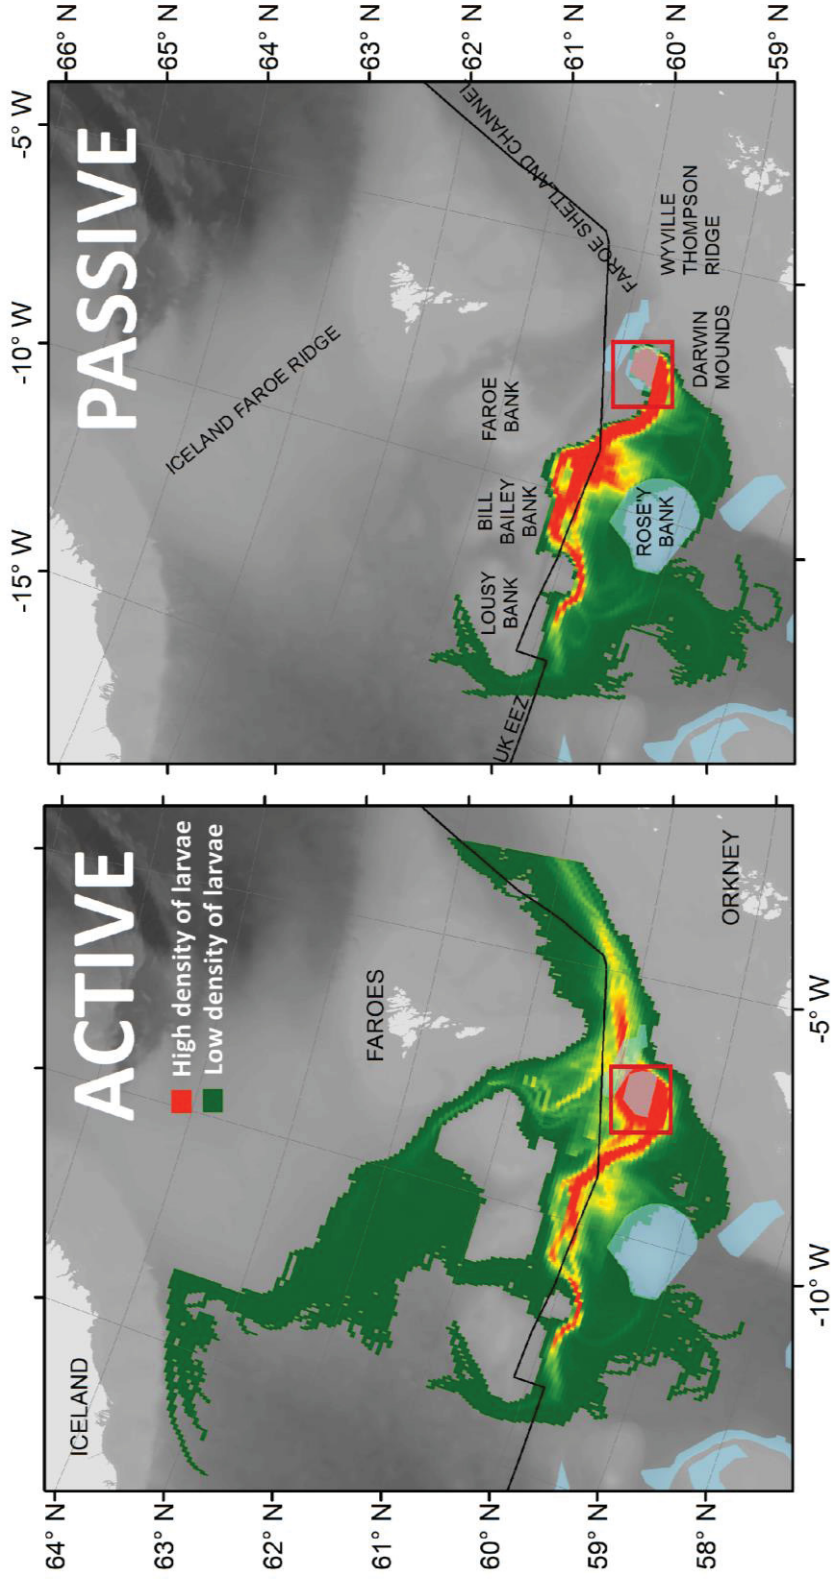 ACTIVE
High density of larvae
Low density of larvae
ICELAND
FAROES
ORKNEY
64° N
63° N
62° N
61° N
60° N
59° N
58° N
-10° W
-5° W
PASSIVE
-15° W
-10° W
-5° W
66° N
65° N
64° N
63° N
62° N
61° N
60° N
59° N
ICELAND FAROE RIDGE
FAROE
BANK
BILL
BAILEY
BANK
LOUSY
BANK
UK EEZ
ROSE'Y
BANK
FAROE SHETLAND CHANNEL
WYVILLE
THOMPSON
RIDGE
DARWIN
MOUNDS